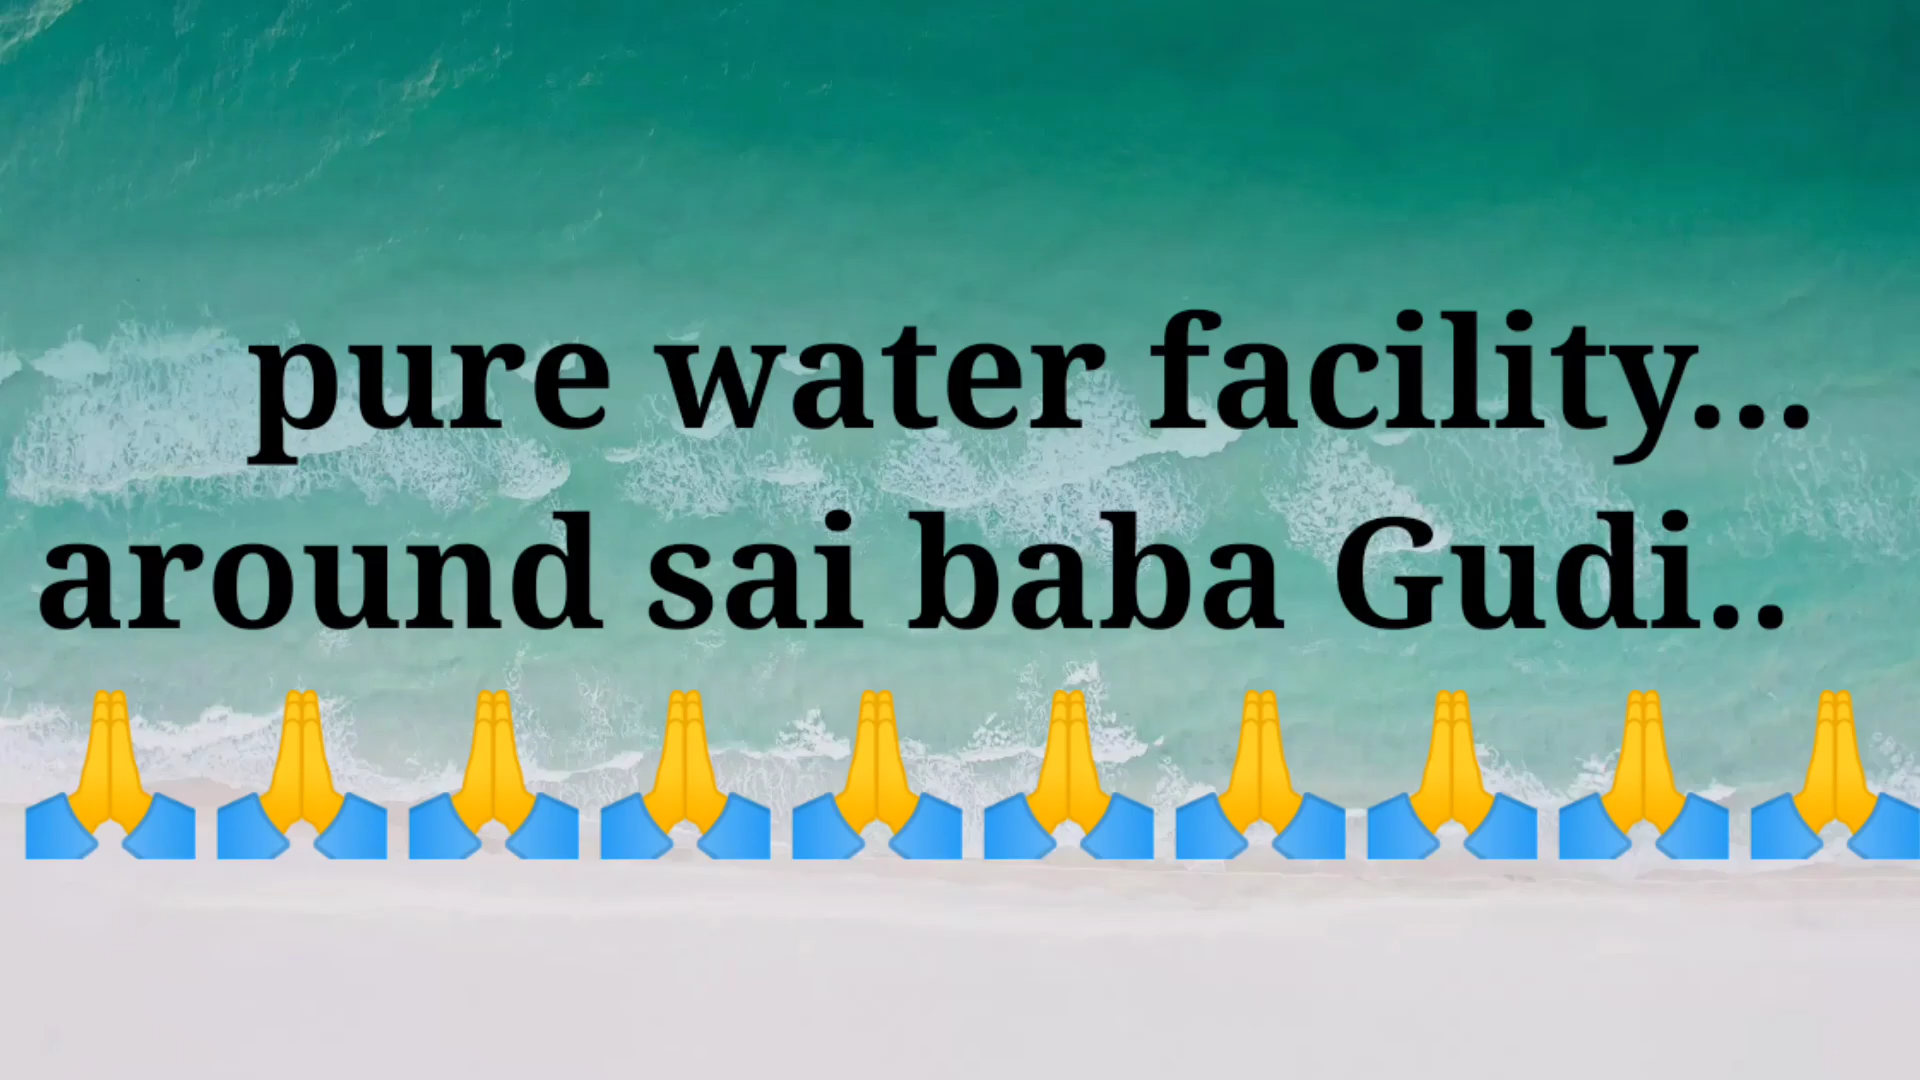 pure water facility...
around sai baba Gudi..
🙏🙏🙏🙏🙏🙏🙏🙏🙏🙏